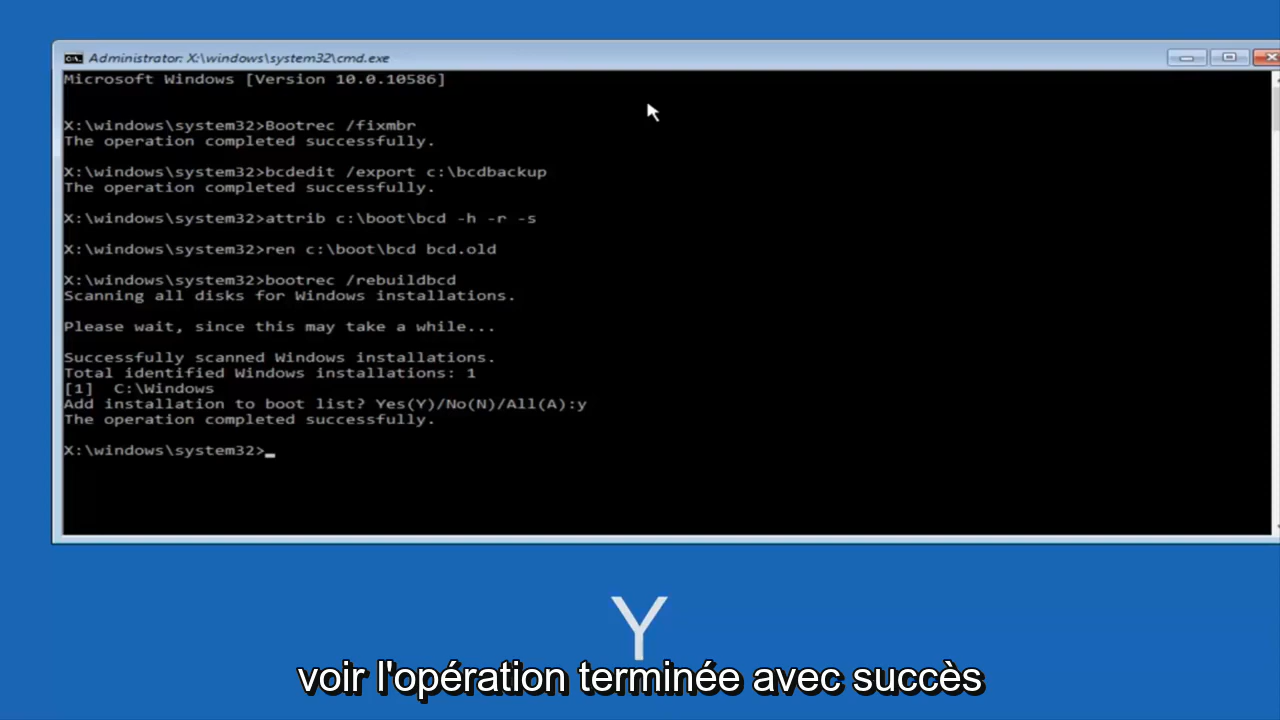 Administrator: X:\windows\system32\cmd.exe
Microsoft Windows [Version 10.0.10586]
X:\windows\system32>Bootrec /fixmbr
The operation completed successfully.
X:\windows\system32>bcdedit /export c:\bcdbackup
The operation completed successfully.
X:\windows\system32>attrib c:\boot\bcd -h -r -s
X:\windows\system32>ren c:\boot\bcd bcd.old
X:\windows\system32>bootrec /rebuildbcd
Scanning all disks for Windows installations.
Please wait, since this may take a while...
Successfully scanned Windows installations.
Total identified Windows installations: 1
[1]  C:\Windows
Add installation to boot list? Yes(Y)/No(N)/All(A):y
The operation completed successfully.
X:\windows\system32>_
Y
voir l'opération terminée avec succès